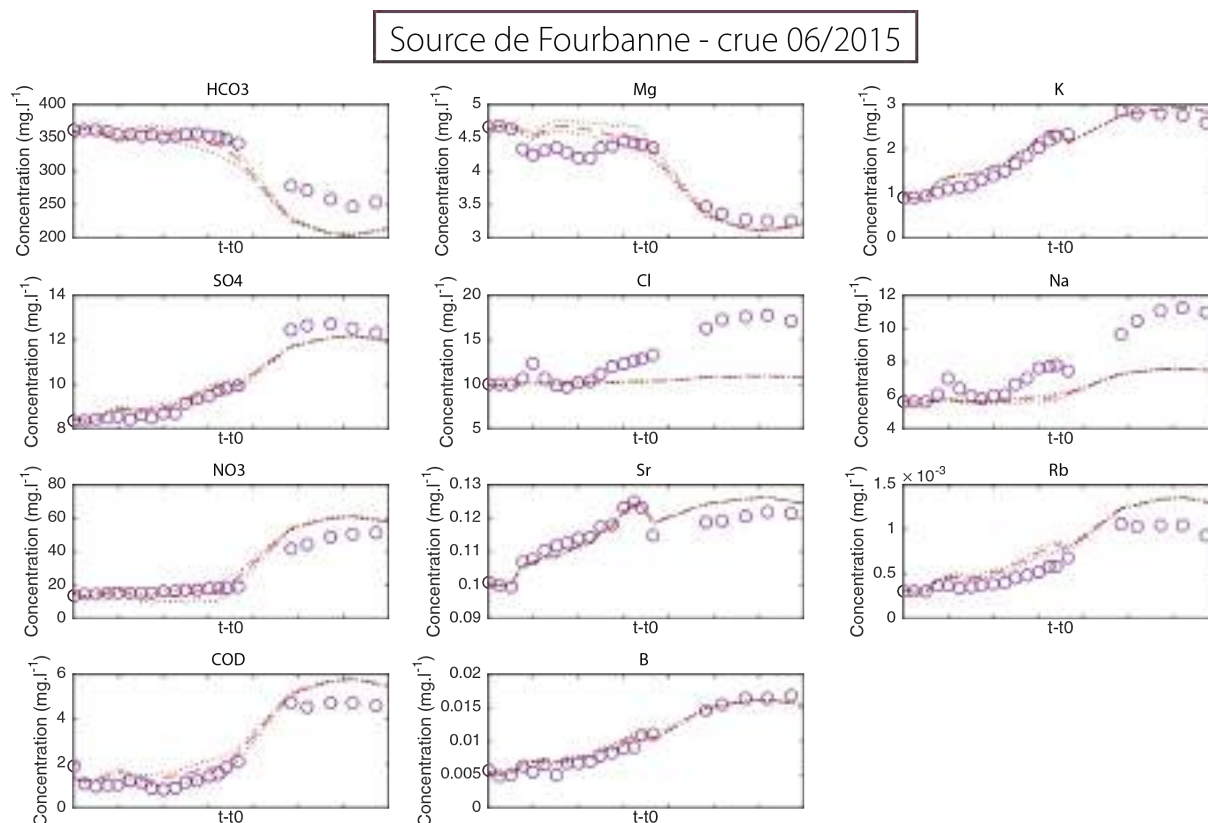 Source de Fourbanne - crue 06/2015
HCO3
Concentration (mg.l⁻¹)
400
350
300
250
200
t-t0
Mg
Concentration (mg.l⁻¹)
5
4.5
4
3.5
3
t-t0
K
Concentration (mg.l⁻¹)
3
2
1
0
t-t0
SO4
Concentration (mg.l⁻¹)
14
12
10
8
t-t0
Cl
Concentration (mg.l⁻¹)
20
15
10
5
t-t0
Na
Concentration (mg.l⁻¹)
12
10
8
6
4
t-t0
NO3
Concentration (mg.l⁻¹)
80
60
40
20
0
t-t0
Sr
Concentration (mg.l⁻¹)
0.13
0.12
0.11
0.1
0.09
t-t0
Rb
× 10⁻³
Concentration (mg.l⁻¹)
1.5
1
0.5
0
t-t0
COD
Concentration (mg.l⁻¹)
6
4
2
0
t-t0
B
Concentration (mg.l⁻¹)
0.02
0.015
0.01
0.005
0
t-t0